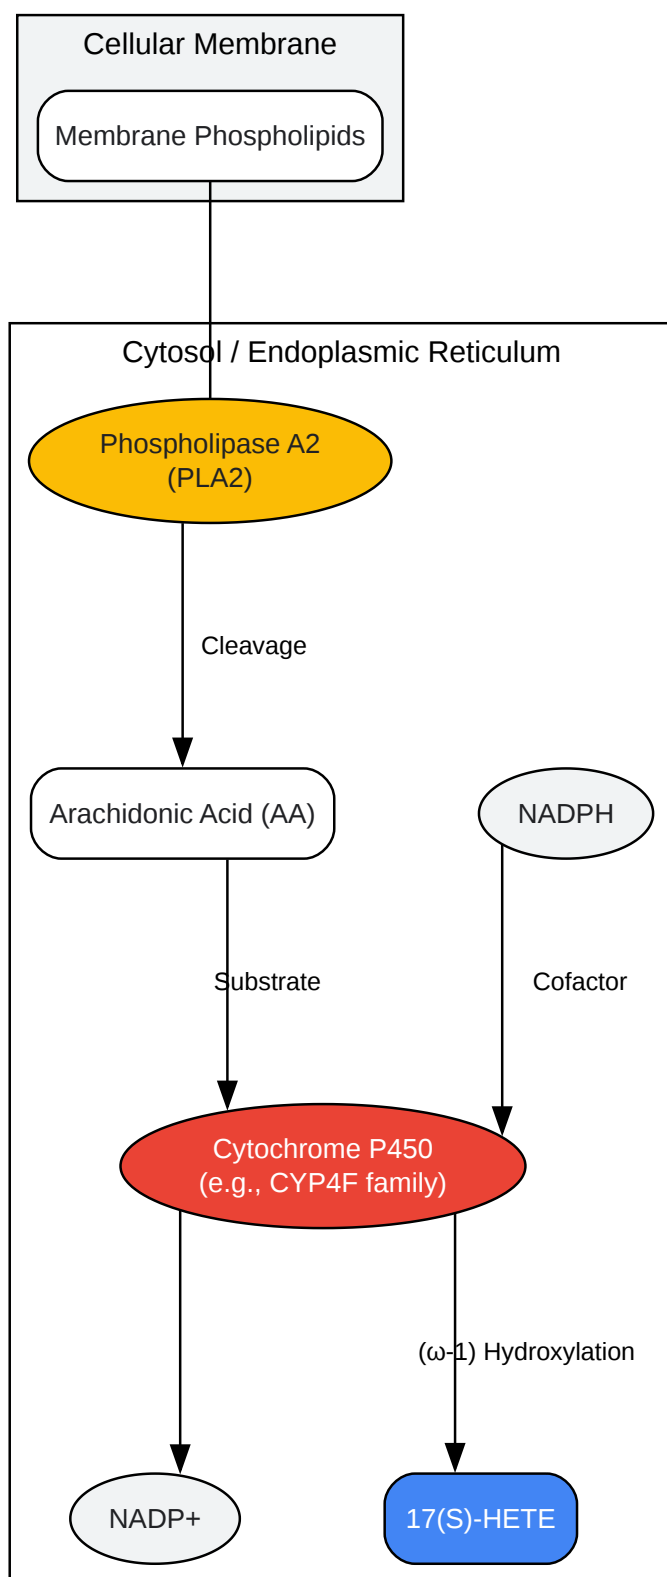 Cellular Membrane
Membrane Phospholipids
Cytosol / Endoplasmic Reticulum
Phospholipase A2
(PLA2)
Cleavage
Arachidonic Acid (AA)
NADPH
Substrate
Cofactor
Cytochrome P450
(e.g., CYP4F family)
(ω-1) Hydroxylation
NADP+
17(S)-HETE